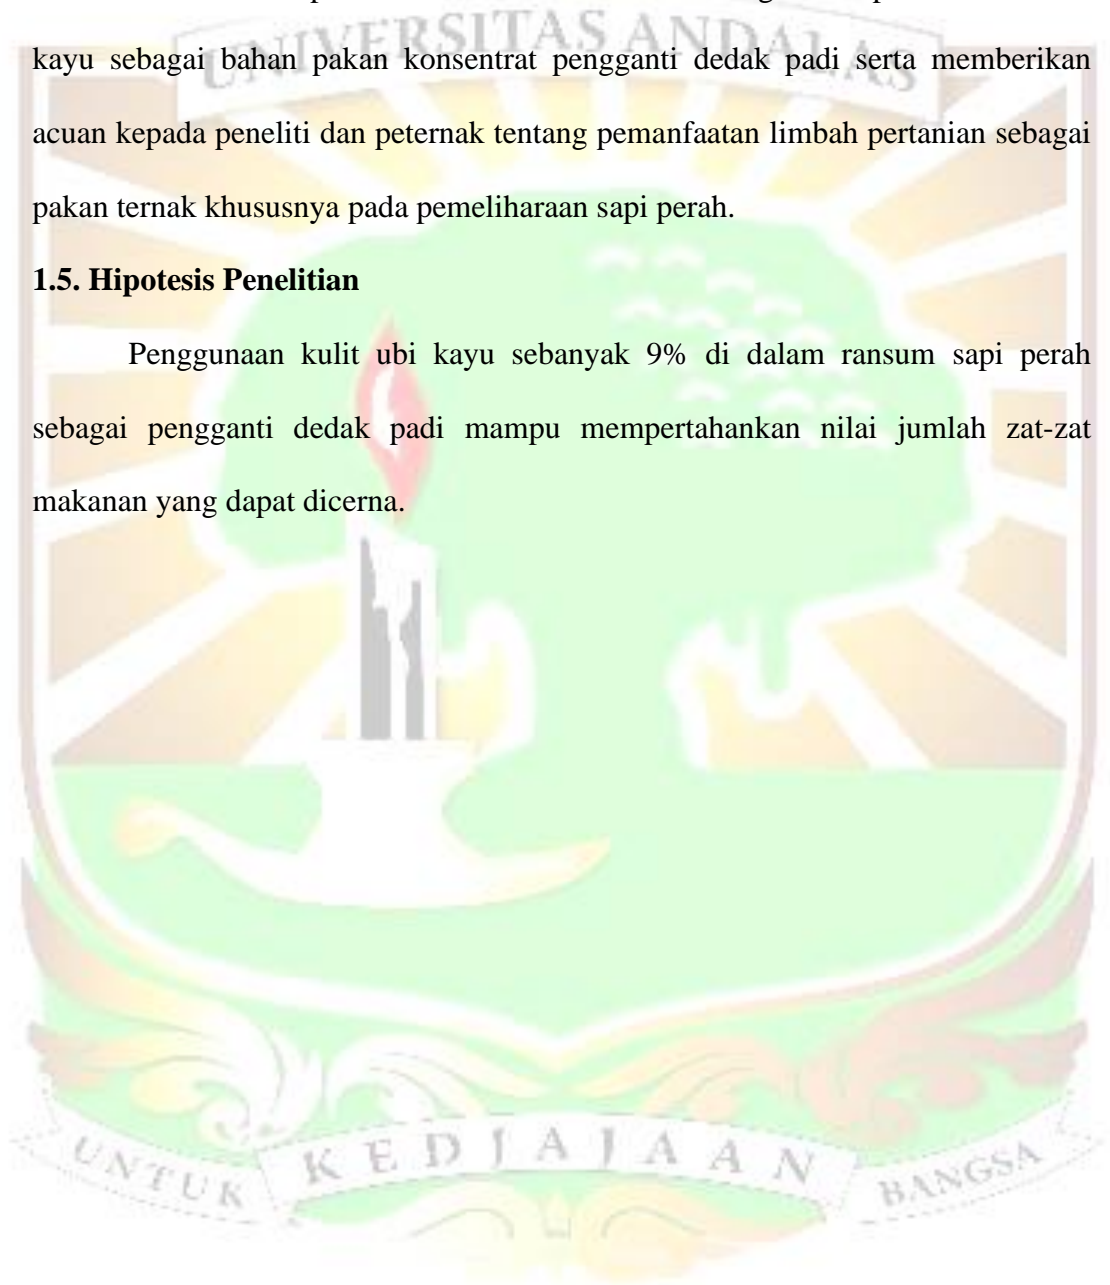 UNIVERSITAS ANDALAS
kayu sebagai bahan pakan konsentrat pengganti dedak padi serta memberikan
acuan kepada peneliti dan peternak tentang pemanfaatan limbah pertanian sebagai
pakan ternak khususnya pada pemeliharaan sapi perah.
1.5. Hipotesis Penelitian
Penggunaan kulit ubi kayu sebanyak 9% di dalam ransum sapi perah
sebagai pengganti dedak padi mampu mempertahankan nilai jumlah zat-zat
makanan yang dapat dicerna.
UNTUK KEDJAJAAN BANGSA